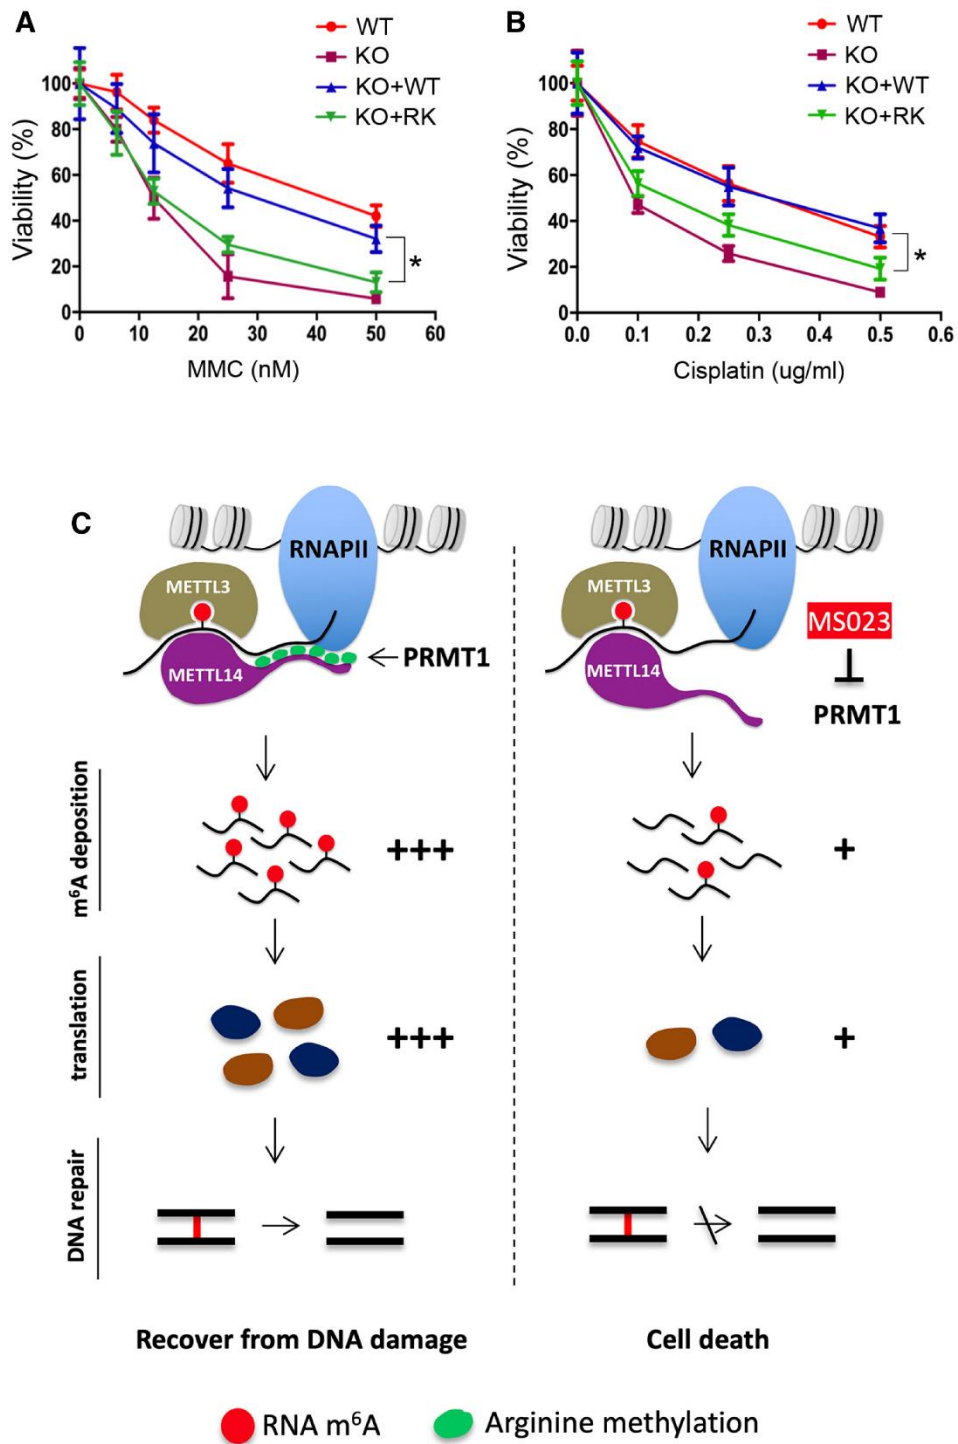 A
WT
KO
KO+WT
KO+RK
Viability (%)
100
80
60
40
20
0
*
0 10 20 30 40 50 60
MMC (nM)
B
WT
KO
KO+WT
KO+RK
Viability (%)
100
80
60
40
20
0
*
0.0 0.1 0.2 0.3 0.4 0.5 0.6
Cisplatin (ug/ml)
C
RNAPII
METTL3
METTL14
PRMT1
RNAPII
METTL3
METTL14
MS023
PRMT1
m⁶A deposition
+++
+
translation
+++
+
DNA repair
Recover from DNA damage
Cell death
RNA m⁶A
Arginine methylation